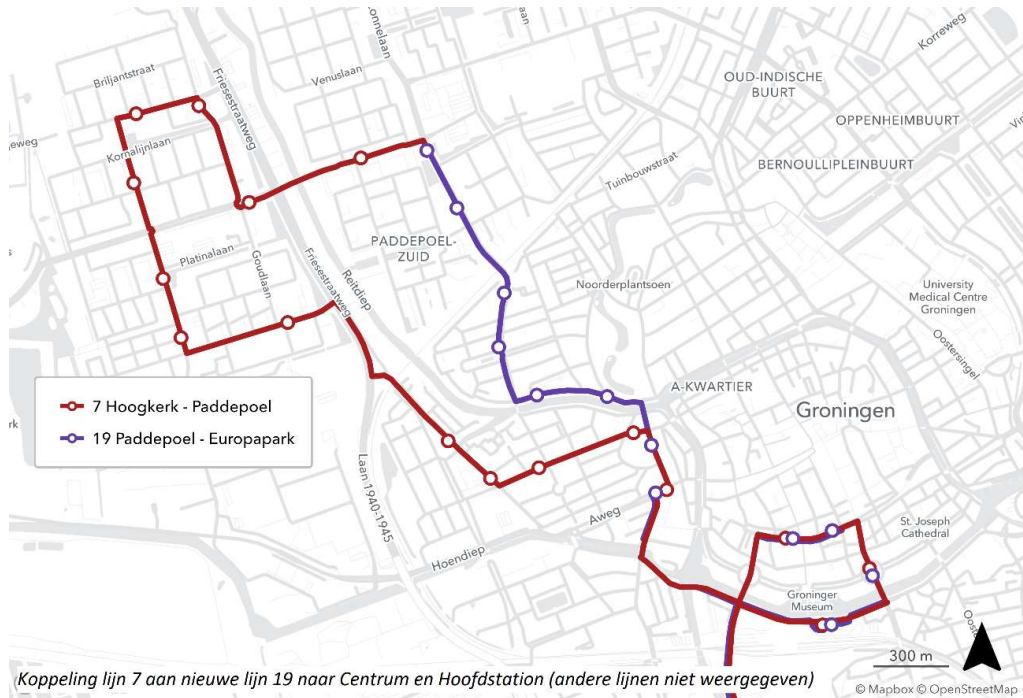 Korreweg
Briljantstraat
Friesestraatweg
Venuslaan
OUD-INDISCHE
BUURT
OPPENHEIMBUURT
Kornalijnlaan
BERNOULLIPLEINBUURT
Tuinbouwstraat
PADDEPOEL-
ZUID
Platinalaan
Goudlaan
Friesestraatweg
Reitdiep
Noorderplantsoen
University
Medical Centre
Groningen
Oostersingel
A-KWARTIER
Groningen
7 Hoogkerk - Paddepoel
19 Paddepoel - Europapark
Laan 1940-1945
Aweg
Hoendiep
St. Joseph
Cathedral
Groninger
Museum
300 m
Koppeling lijn 7 aan nieuwe lijn 19 naar Centrum en Hoofdstation (andere lijnen niet weergegeven)
© Mapbox © OpenStreetMap